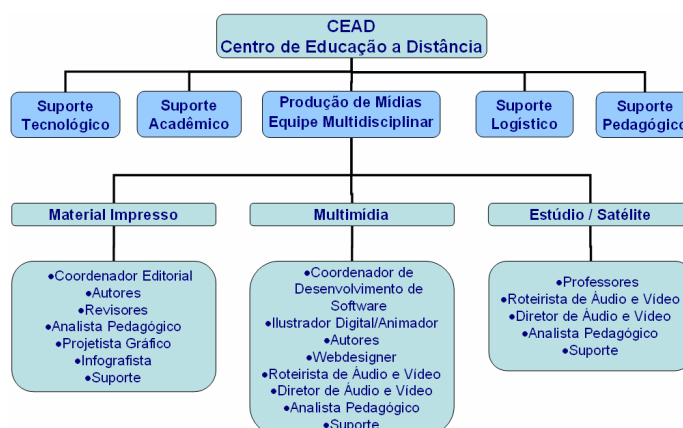 CEAD
Centro de Educação a Distância
Suporte
Tecnológico
Suporte
Acadêmico
Produção de Mídias
Equipe Multidisciplinar
Suporte
Logístico
Suporte
Pedagógico
Material Impresso
Multimídia
Estúdio / Satélite
•Coordenador Editorial
•Autores
•Revisores
•Analista Pedagógico
•Projetista Gráfico
•Infografista
•Suporte
•Coordenador de
Desenvolvimento de
Software
•Ilustrador Digital/Animador
•Autores
•Webdesigner
•Roteirista de Áudio e Vídeo
•Diretor de Áudio e Vídeo
•Analista Pedagógico
•Suporte
•Professores
•Roteirista de Áudio e Vídeo
•Diretor de Áudio e Vídeo
•Analista Pedagógico
•Suporte